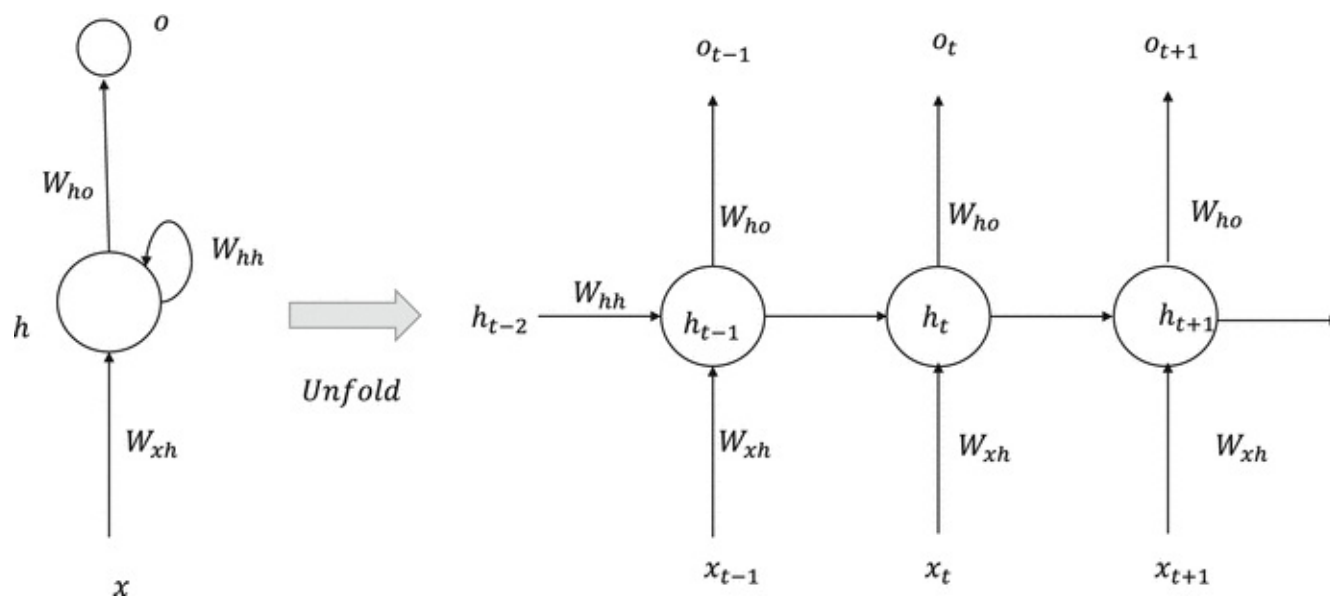 o
W_{ho}
W_{hh}
h
W_{xh}
x
Unfold
o_{t-1}
o_t
o_{t+1}
W_{ho}
W_{ho}
W_{ho}
h_{t-2}
W_{hh}
h_{t-1}
h_t
h_{t+1}
W_{xh}
W_{xh}
W_{xh}
x_{t-1}
x_t
x_{t+1}